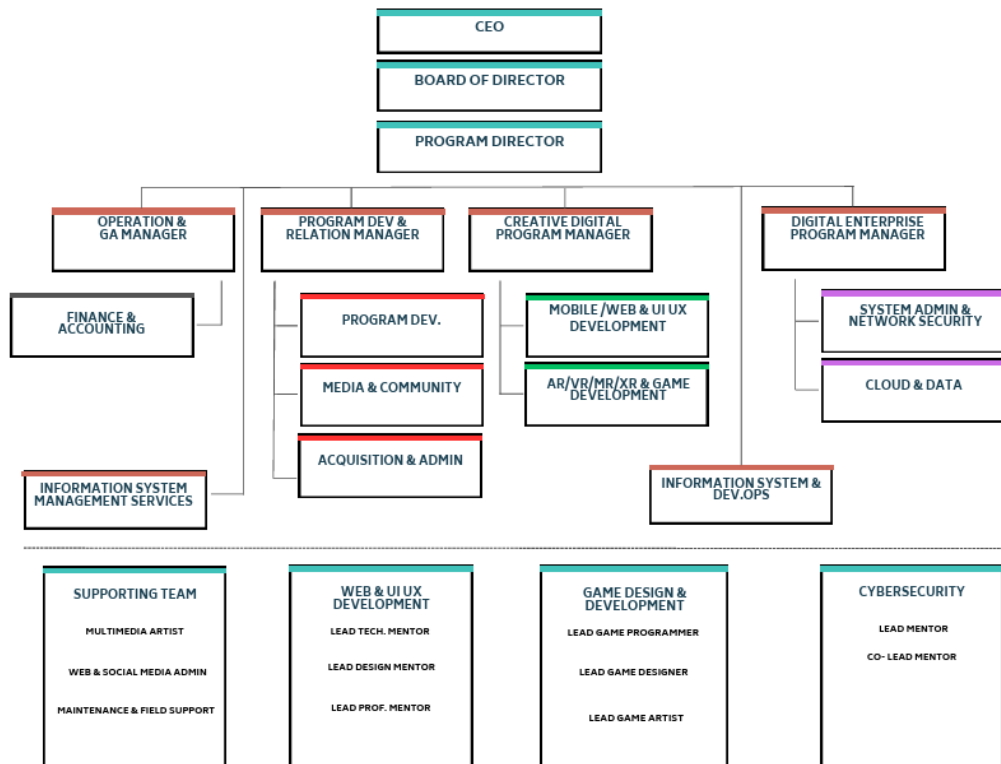 CEO
BOARD OF DIRECTOR
PROGRAM DIRECTOR
OPERATION &
GA MANAGER
PROGRAM DEV &
RELATION MANAGER
CREATIVE DIGITAL
PROGRAM MANAGER
DIGITAL ENTERPRISE
PROGRAM MANAGER
FINANCE &
ACCOUNTING
PROGRAM DEV.
MEDIA & COMMUNITY
ACQUISITION & ADMIN
MOBILE /WEB & UI UX
DEVELOPMENT
AR/VR/MR/XR & GAME
DEVELOPMENT
SYSTEM ADMIN &
NETWORK SECURITY
CLOUD & DATA
INFORMATION SYSTEM
MANAGEMENT SERVICES
INFORMATION SYSTEM &
DEV.OPS
SUPPORTING TEAM
MULTIMEDIA ARTIST
WEB & SOCIAL MEDIA ADMIN
MAINTENANCE & FIELD SUPPORT
WEB & UI UX
DEVELOPMENT
LEAD TECH. MENTOR
LEAD DESIGN MENTOR
LEAD PROF. MENTOR
GAME DESIGN &
DEVELOPMENT
LEAD GAME PROGRAMMER
LEAD GAME DESIGNER
LEAD GAME ARTIST
CYBERSECURITY
LEAD MENTOR
CO- LEAD MENTOR